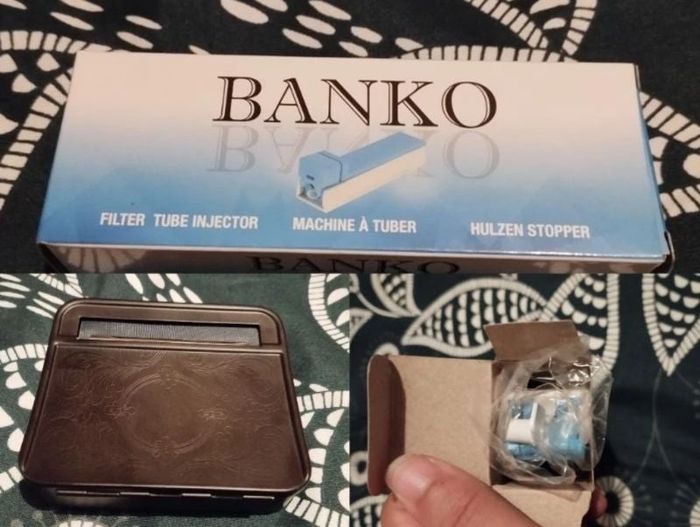 BANKO
FILTER TUBE INJECTOR
MACHINE À TUBER
HULZEN STOPPER
BANKO